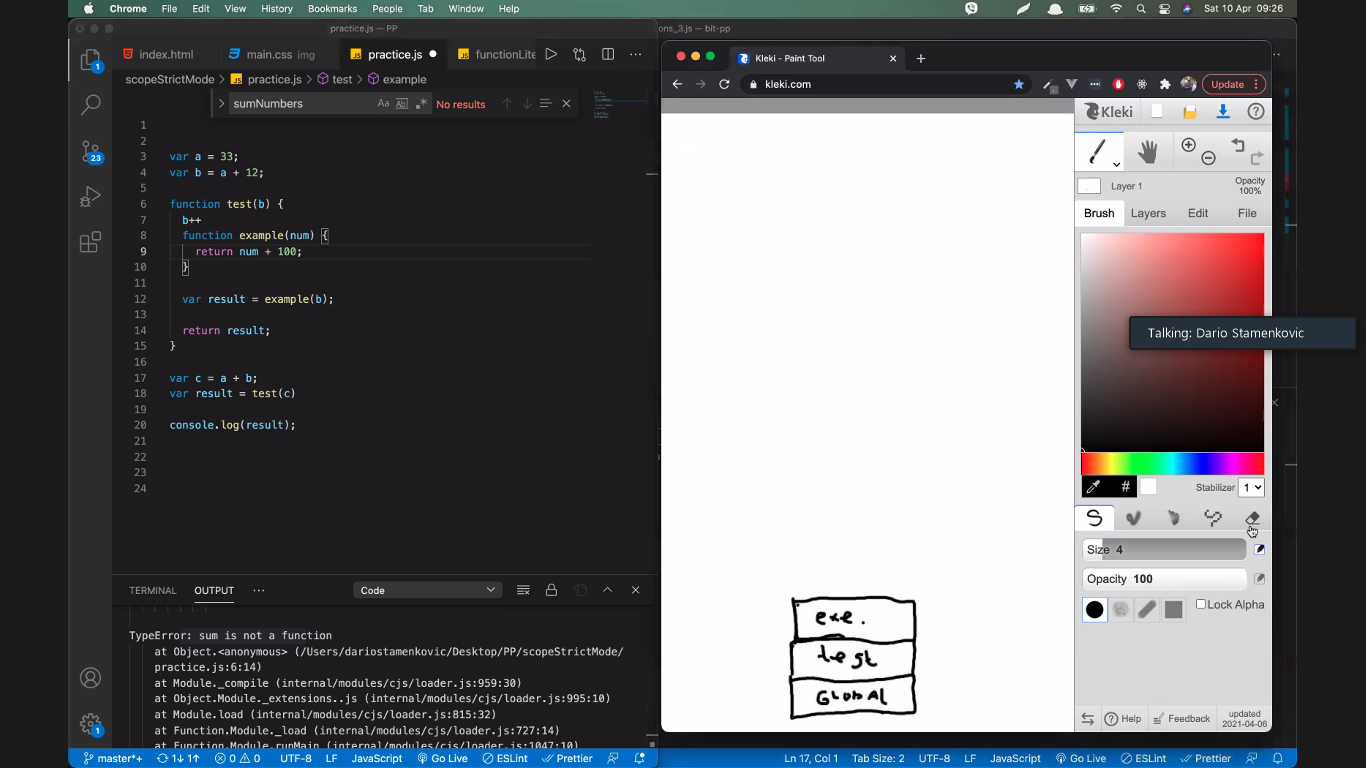 Chrome File Edit View History Bookmarks People Tab Window Help Sat 10 Apr 09:26
practice.js — PP
ons_3.js — bit-pp
index.html main.css img practice.js functionLite
scopeStrictMode > practice.js > test > example
sumNumbers Aa Abl .* No results
1
2
3 var a = 33;
4 var b = a + 12;
5
6 function test(b) {
7 b++
8 function example(num) {
9 return num + 100;
10 }
11
12 var result = example(b);
13
14 return result;
15 }
16
17 var c = a + b;
18 var result = test(c)
19
20 console.log(result);
21
22
23
24
1
23
1
TERMINAL OUTPUT ··· Code
TypeError: sum is not a function
at Object.<anonymous> (/Users/dariostamenkovic/Desktop/PP/scopeStrictMode/
practice.js:6:14)
at Module._compile (internal/modules/cjs/loader.js:959:30)
at Object.Module._extensions..js (internal/modules/cjs/loader.js:995:10)
at Module.load (internal/modules/cjs/loader.js:815:32)
at Function.Module._load (internal/modules/cjs/loader.js:727:14)
at Function.Module.runMain (internal/modules/cjs/loader.js:1047:10)
master*+ 1↓ 1↑ 0 0 UTF-8 LF JavaScript Go Live ESLint Prettier
Ln 17, Col 1 Tab Size: 2 UTF-8 LF JavaScript Go Live ESLint Prettier
Kleki - Paint Tool
kleki.com
Update
Kleki
Layer 1
Opacity
100%
Brush Layers Edit File
Talking: Dario Stamenkovic
# Stabilizer 1
Size 4
Opacity 100
Lock Alpha
exe.
test
GLOBAL
Help Feedback
updated
2021-04-06